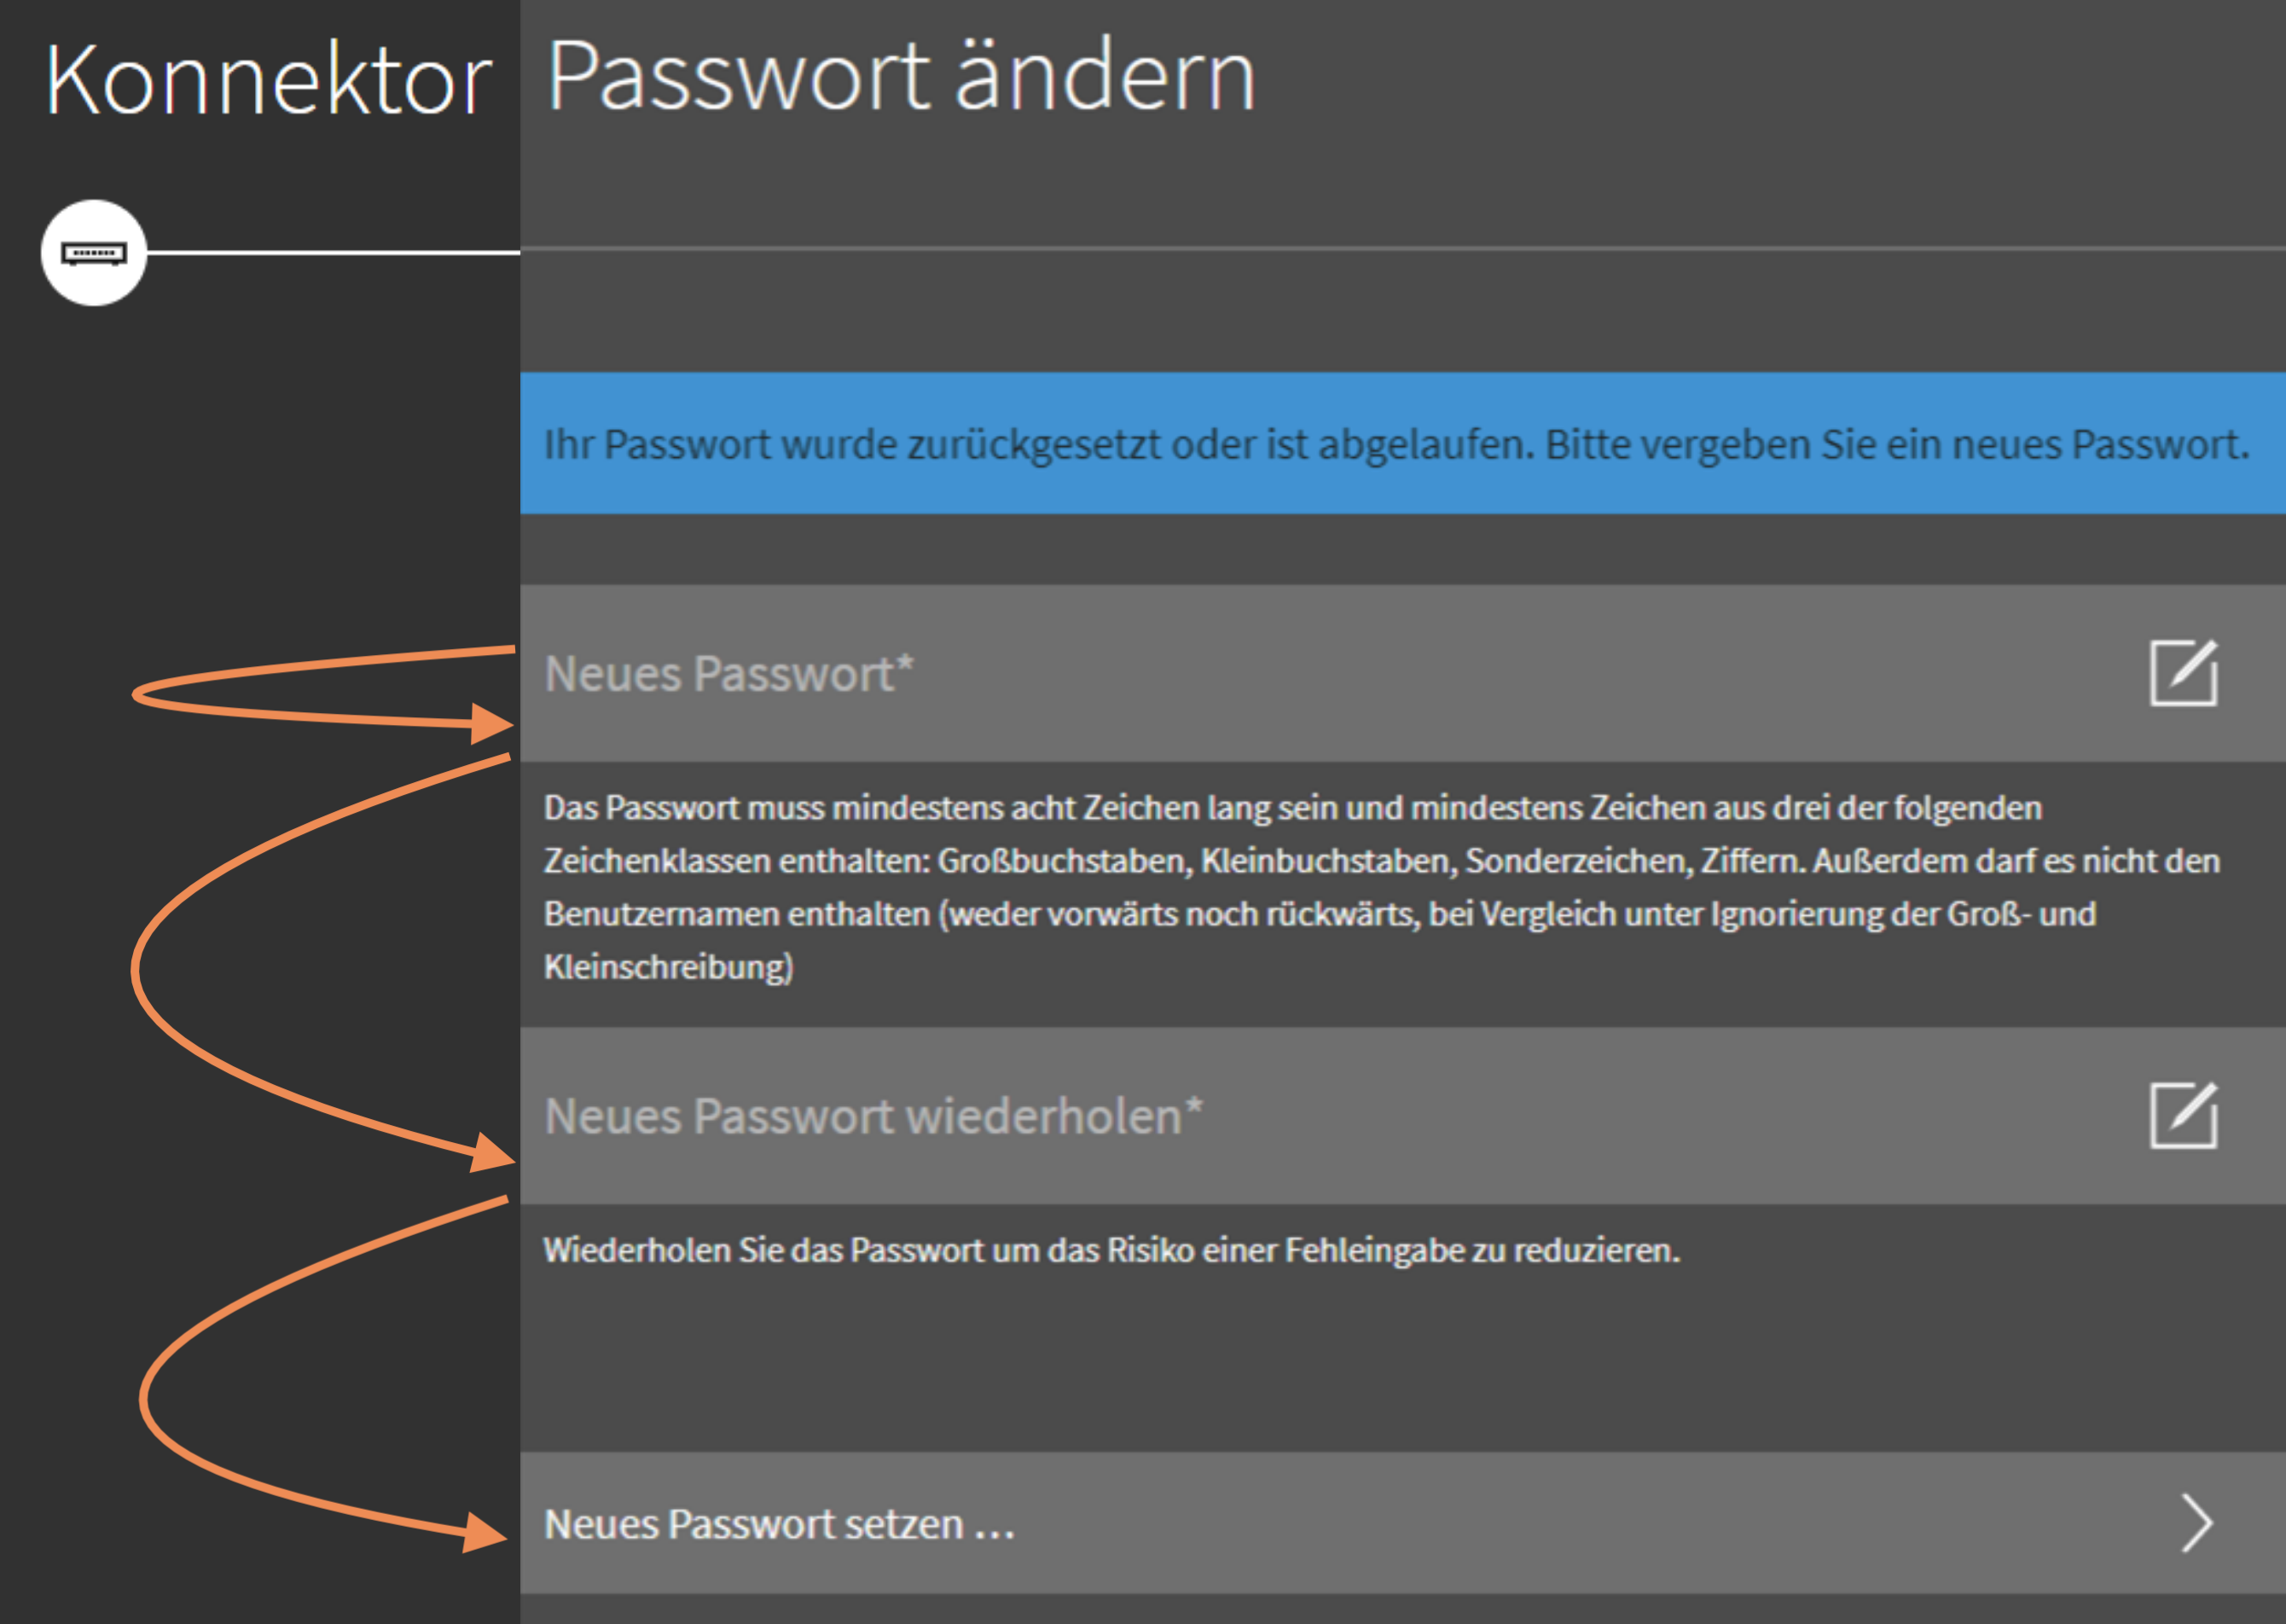 Konnektor
Passwort ändern
Ihr Passwort wurde zurückgesetzt oder ist abgelaufen. Bitte vergeben Sie ein neues Passwort.
Neues Passwort*
Das Passwort muss mindestens acht Zeichen lang sein und mindestens Zeichen aus drei der folgenden
Zeichenklassen enthalten: Großbuchstaben, Kleinbuchstaben, Sonderzeichen, Ziffern. Außerdem darf es nicht den
Benutzernamen enthalten (weder vorwärts noch rückwärts, bei Vergleich unter Ignorierung der Groß- und
Kleinschreibung)
Neues Passwort wiederholen*
Wiederholen Sie das Passwort um das Risiko einer Fehleingabe zu reduzieren.
Neues Passwort setzen ...